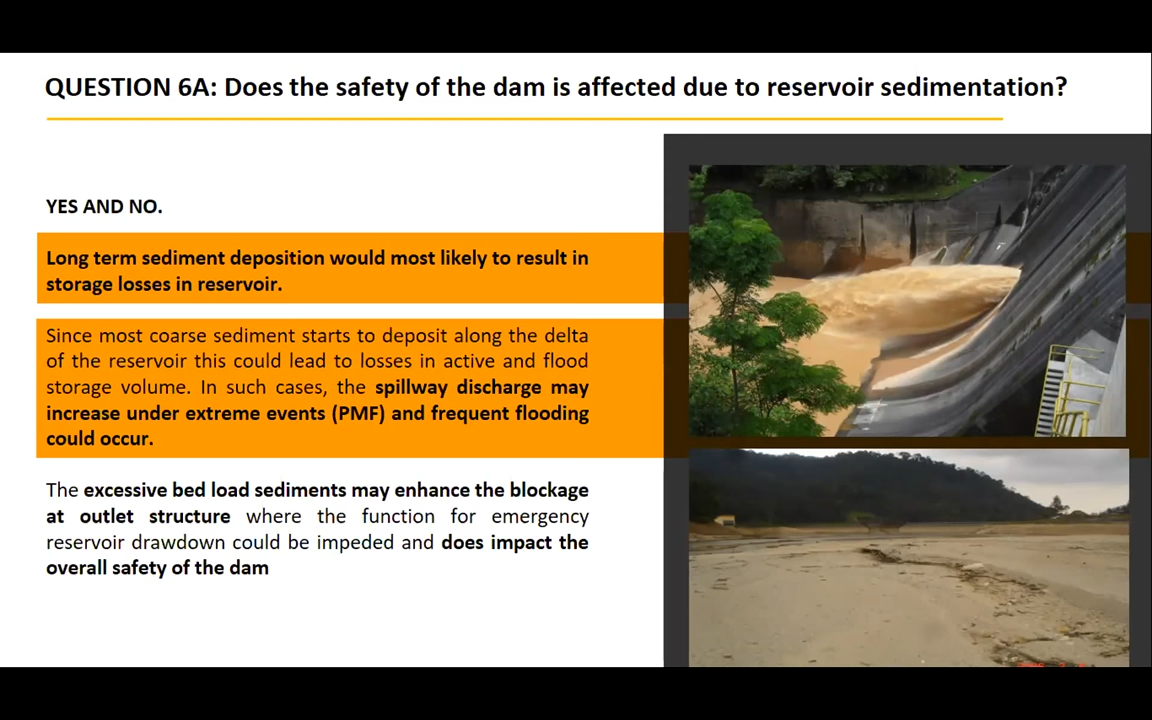 QUESTION 6A: Does the safety of the dam is affected due to reservoir sedimentation?
YES AND NO.
Long term sediment deposition would most likely to result in
storage losses in reservoir.
Since most coarse sediment starts to deposit along the delta
of the reservoir this could lead to losses in active and flood
storage volume. In such cases, the spillway discharge may
increase under extreme events (PMF) and frequent flooding
could occur.
The excessive bed load sediments may enhance the blockage
at outlet structure where the function for emergency
reservoir drawdown could be impeded and does impact the
overall safety of the dam